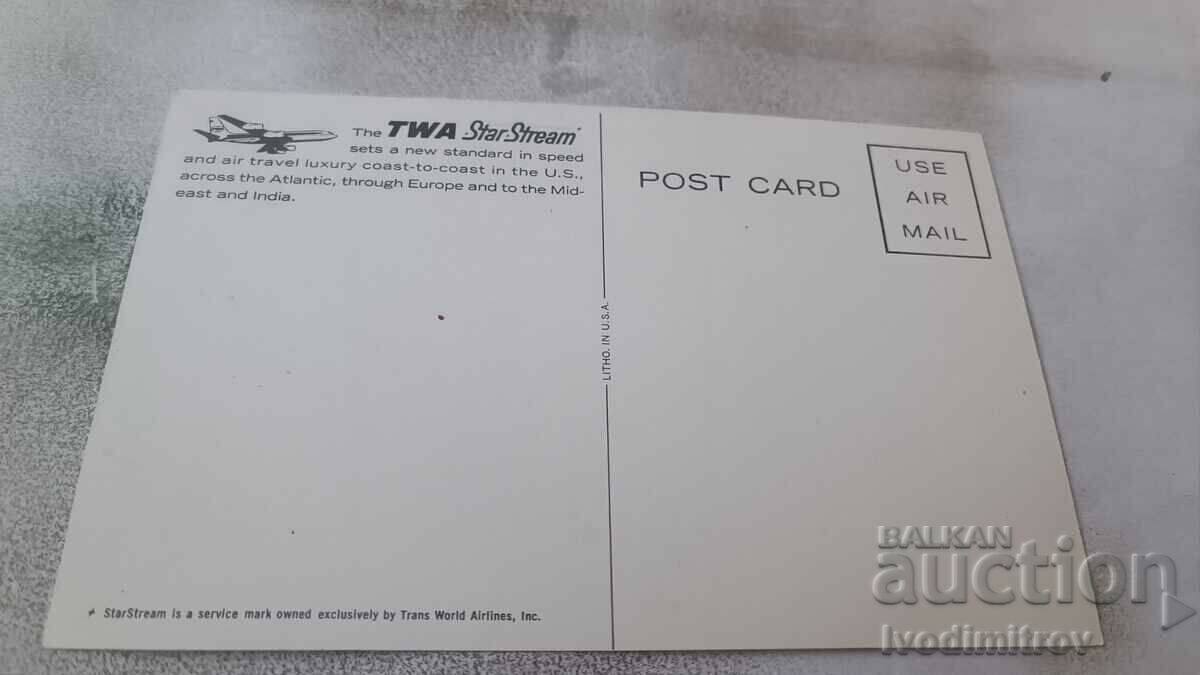 The TWA StarStream*
sets a new standard in speed
and air travel luxury coast-to-coast in the U.S.,
across the Atlantic, through Europe and to the Mid-
east and India.
POST CARD
USE
AIR
MAIL
LITHO. IN U.S.A.
* StarStream is a service mark owned exclusively by Trans World Airlines, Inc.
BALKAN
auction
Ivodimitrov